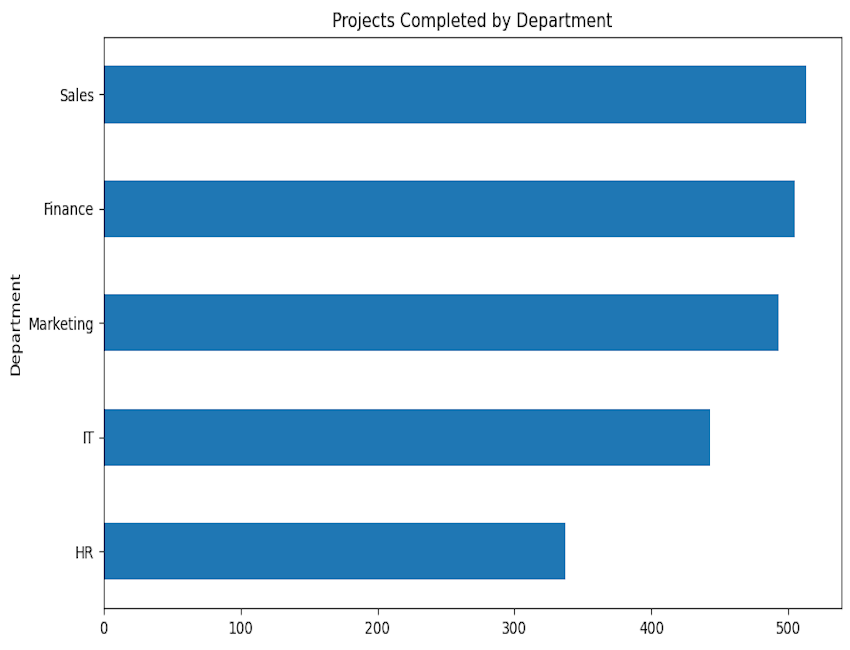 Projects Completed by Department
Sales
Finance
Marketing
IT
HR
Department
0 100 200 300 400 500